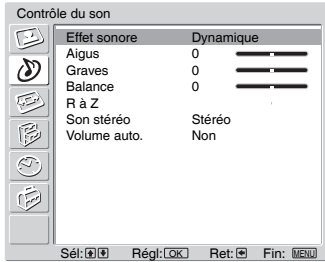 Contrôle du son
Effet sonore Dynamique
Aigus 0
Graves 0
Balance 0
R à Z
Son stéréo Stéréo
Volume auto. Non
Sél: Régl: OK Ret: Fin: MENU